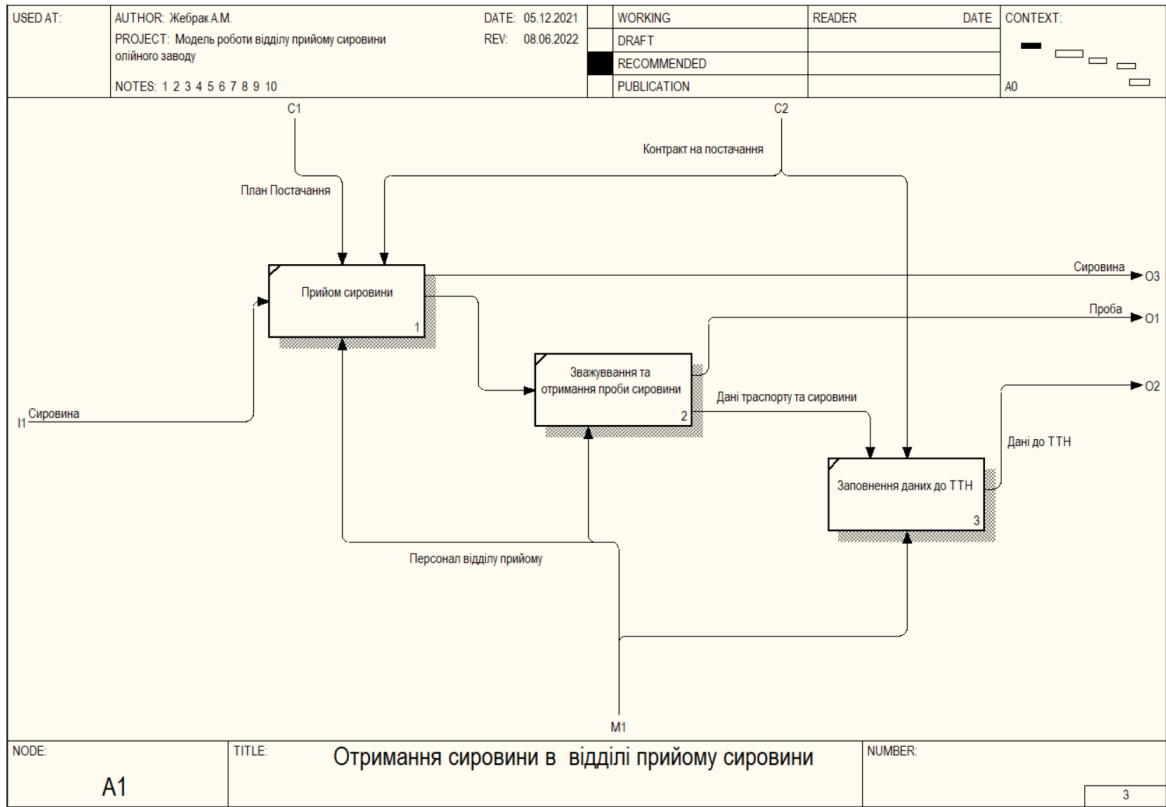 USED AT:
AUTHOR: Жебрак А.М.
DATE: 05.12.2021
PROJECT: Модель роботи відділу прийому сировини
олійного заводу
REV: 08.06.2022
NOTES: 1 2 3 4 5 6 7 8 9 10
WORKING
DRAFT
RECOMMENDED
PUBLICATION
READER
DATE
CONTEXT:
A0
C1
C2
Контракт на постачання
План Постачання
Прийом сировини
1
Сировина
O3
Проба
O1
Зважуввання та
отримання проби сировини
2
O2
Дані траспорту та сировини
I1
Сировина
Дані до ТТН
Заповнення даних до ТТН
3
Персонал відділу прийому
M1
NODE:
A1
TITLE:
Отримання сировини в відділі прийому сировини
NUMBER:
3